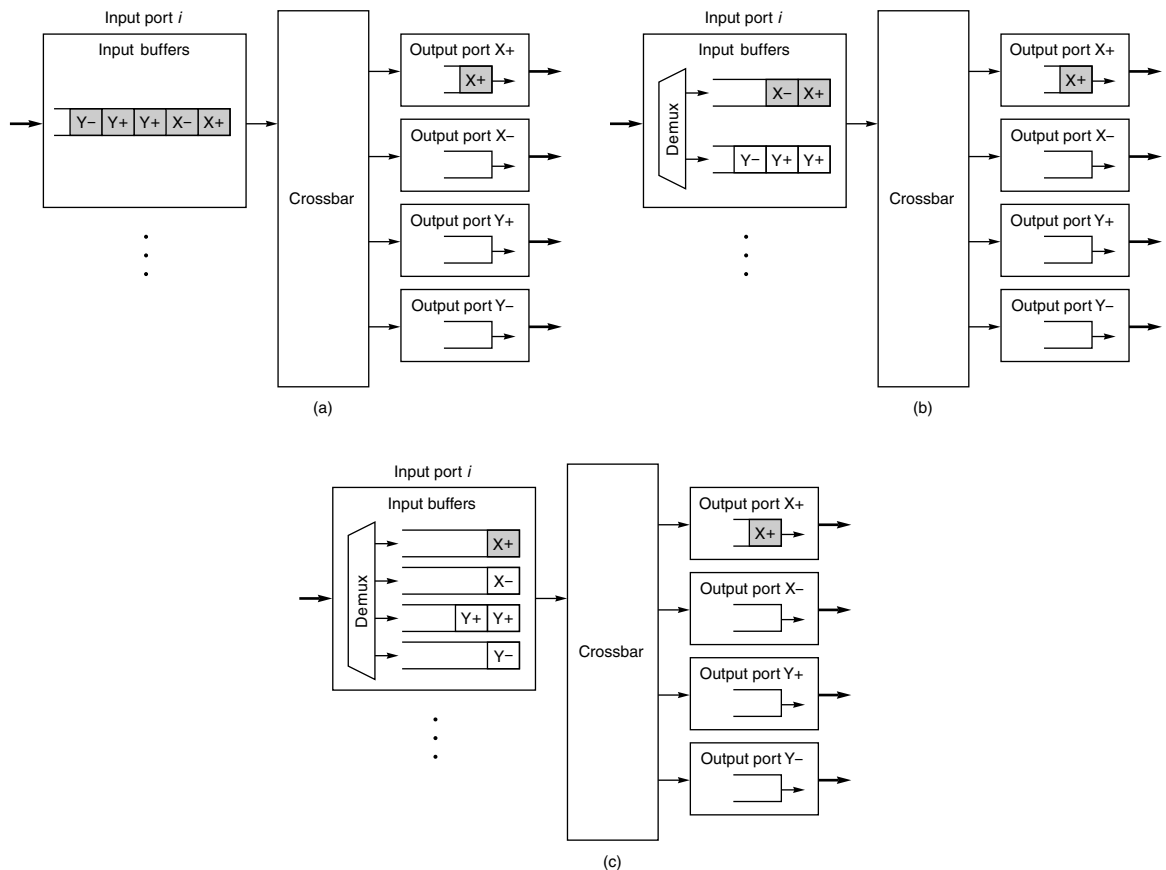 Input port i
Input buffers
Y− Y+ Y+ X− X+
Crossbar
Output port X+
X+
Output port X−
Output port Y+
Output port Y−
(a)
Input port i
Input buffers
Demux
X− X+
Y− Y+ Y+
Crossbar
Output port X+
X+
Output port X−
Output port Y+
Output port Y−
(b)
Input port i
Input buffers
Demux
X+
X−
Y+ Y+
Y−
Crossbar
Output port X+
X+
Output port X−
Output port Y+
Output port Y−
(c)